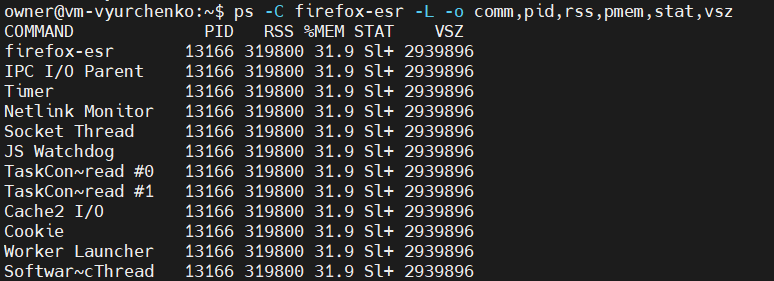 owner@vm-vyurchenko:~$ ps -C firefox-esr -L -o comm,pid,rss,pmem,stat,vsz
COMMAND             PID   RSS %MEM STAT    VSZ
firefox-esr       13166 319800 31.9 Sl+ 2939896
IPC I/O Parent    13166 319800 31.9 Sl+ 2939896
Timer             13166 319800 31.9 Sl+ 2939896
Netlink Monitor   13166 319800 31.9 Sl+ 2939896
Socket Thread     13166 319800 31.9 Sl+ 2939896
JS Watchdog       13166 319800 31.9 Sl+ 2939896
TaskCon~read #0   13166 319800 31.9 Sl+ 2939896
TaskCon~read #1   13166 319800 31.9 Sl+ 2939896
Cache2 I/O        13166 319800 31.9 Sl+ 2939896
Cookie            13166 319800 31.9 Sl+ 2939896
Worker Launcher   13166 319800 31.9 Sl+ 2939896
Softwar~cThread   13166 319800 31.9 Sl+ 2939896